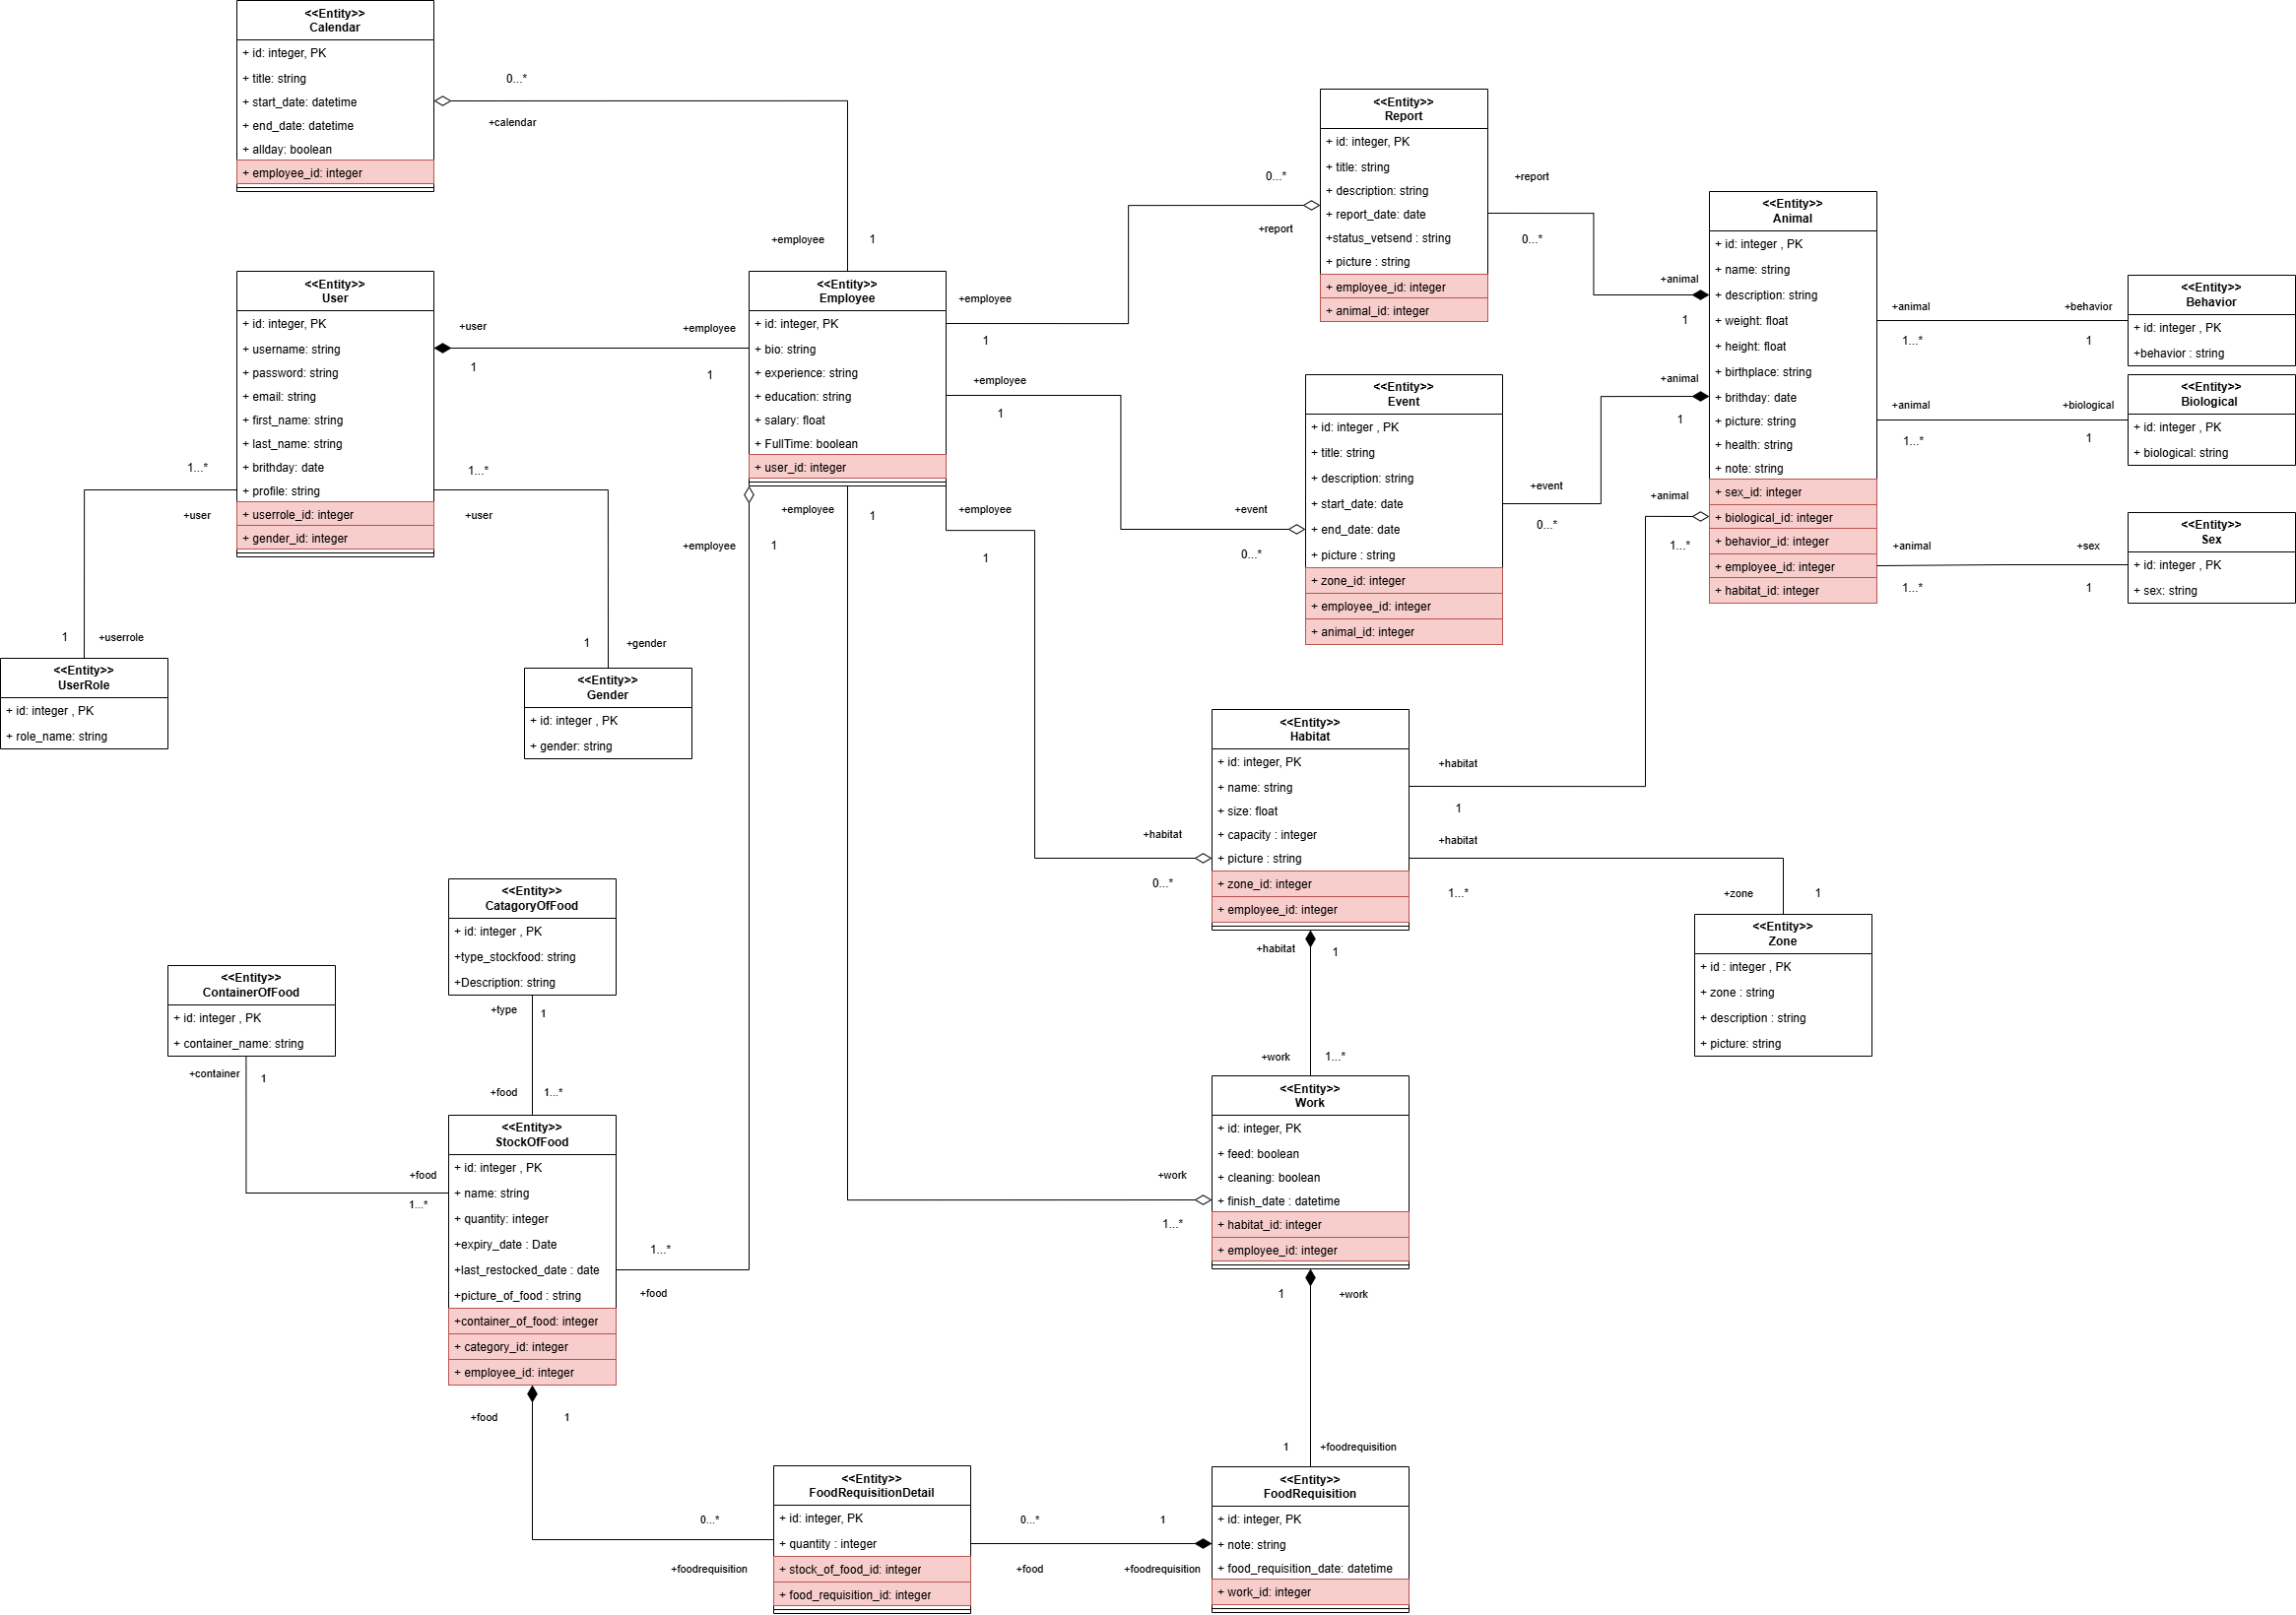 <<Entity>>
Calendar
+ id: integer, PK
+ title: string
+ start_date: datetime
+ end_date: datetime
+ allday: boolean
+ employee_id: integer
0...*
+calendar
+employee
1
<<Entity>>
Report
+ id: integer, PK
+ title: string
+ description: string
+ report_date: date
+status_vetsend : string
+ picture : string
+ employee_id: integer
+ animal_id: integer
0...*
+report
+report
0...*
<<Entity>>
Animal
+ id: integer , PK
+ name: string
+ description: string
+ weight: float
+ height: float
+ birthplace: string
+ brithday: date
+ picture: string
+ health: string
+ note: string
+ sex_id: integer
+ biological_id: integer
+ behavior_id: integer
+ employee_id: integer
+ habitat_id: integer
+animal
1
+animal
1
+animal
1...*
+animal
1...*
+behavior
1
+animal
1...*
+biological
1
+animal
1...*
+sex
1
<<Entity>>
Behavior
+ id: integer , PK
+behavior : string
<<Entity>>
Biological
+ id: integer , PK
+ biological: string
<<Entity>>
Sex
+ id: integer , PK
+ sex: string
<<Entity>>
User
+ id: integer, PK
+ username: string
+ password: string
+ email: string
+ first_name: string
+ last_name: string
+ brithday: date
+ profile: string
+ userrole_id: integer
+ gender_id: integer
+user
1
+employee
1
1...*
+user
1...*
+user
<<Entity>>
Employee
+ id: integer, PK
+ bio: string
+ experience: string
+ education: string
+ salary: float
+ FullTime: boolean
+ user_id: integer
+employee
1
+employee
1
+employee
1
+employee
1
+employee
1
<<Entity>>
Event
+ id: integer , PK
+ title: string
+ description: string
+ start_date: date
+ end_date: date
+ picture : string
+ zone_id: integer
+ employee_id: integer
+ animal_id: integer
+event
0...*
+event
0...*
1
+userrole
<<Entity>>
UserRole
+ id: integer , PK
+ role_name: string
1
+gender
<<Entity>>
Gender
+ id: integer , PK
+ gender: string
<<Entity>>
Habitat
+ id: integer, PK
+ name: string
+ size: float
+ capacity : integer
+ picture : string
+ zone_id: integer
+ employee_id: integer
+habitat
1
+habitat
1...*
+habitat
0...*
+habitat
1
+zone
1
<<Entity>>
Zone
+ id : integer , PK
+ zone : string
+ description : string
+ picture: string
<<Entity>>
CatagoryOfFood
+ id: integer , PK
+type_stockfood: string
+Description: string
+type
1
+food
1...*
<<Entity>>
ContainerOfFood
+ id: integer , PK
+ container_name: string
+container
1
+food
1...*
<<Entity>>
StockOfFood
+ id: integer , PK
+ name: string
+ quantity: integer
+expiry_date : Date
+last_restocked_date : date
+picture_of_food : string
+container_of_food: integer
+ category_id: integer
+ employee_id: integer
1...*
+food
+food
1
+work
1...*
<<Entity>>
Work
+ id: integer, PK
+ feed: boolean
+ cleaning: boolean
+ finish_date : datetime
+ habitat_id: integer
+ employee_id: integer
+work
1...*
1
+work
1
+foodrequisition
<<Entity>>
FoodRequisitionDetail
+ id: integer, PK
+ quantity : integer
+ stock_of_food_id: integer
+ food_requisition_id: integer
0...*
+foodrequisition
0...*
+food
1
+foodrequisition
<<Entity>>
FoodRequisition
+ id: integer, PK
+ note: string
+ food_requisition_date: datetime
+ work_id: integer